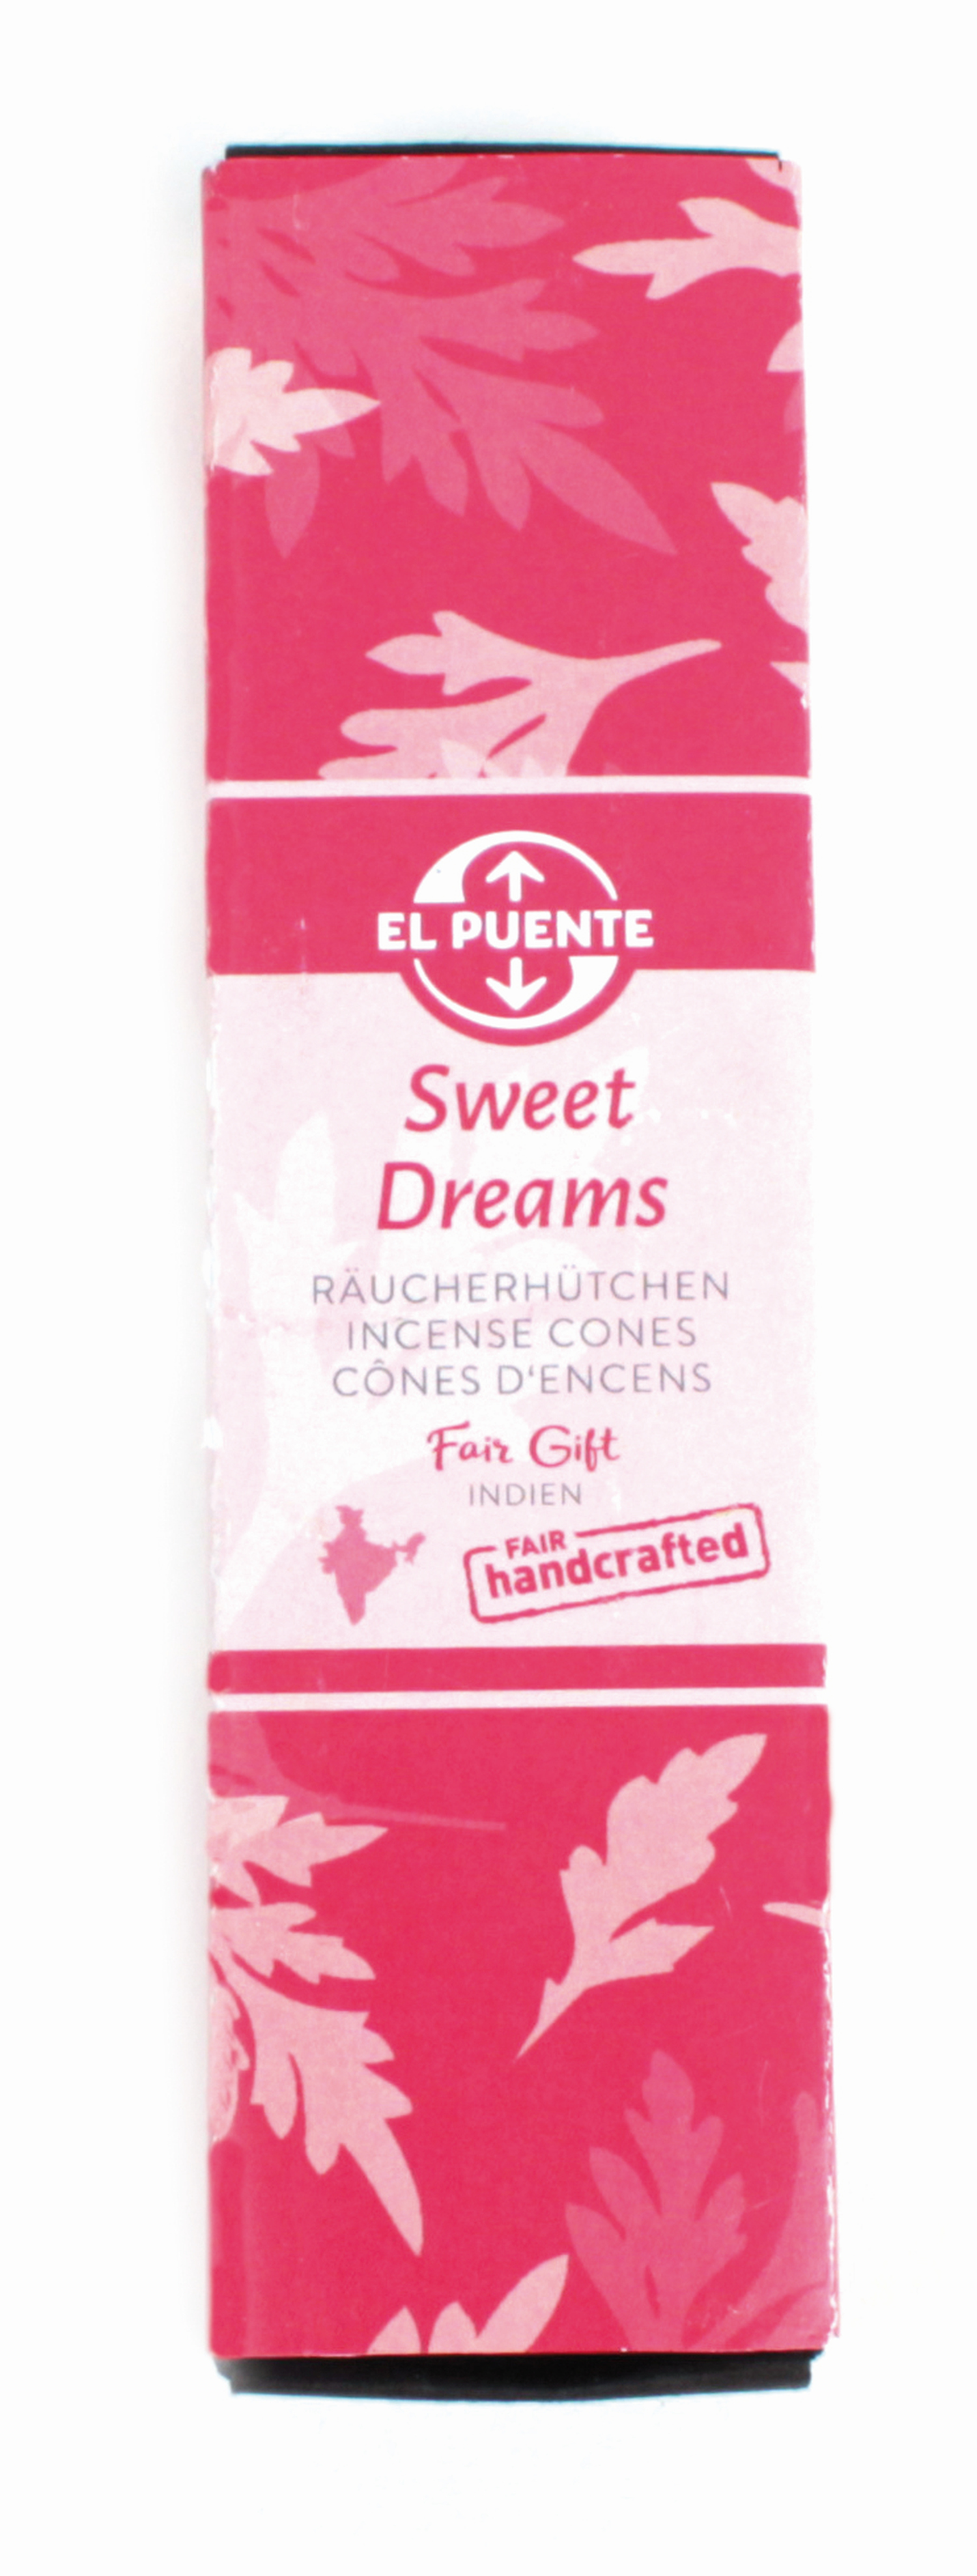 EL PUENTE
Sweet
Dreams
RÄUCHERHÜTCHEN
INCENSE CONES
CÔNES D‘ENCENS
Fair Gift
INDIEN
FAIR
handcrafted